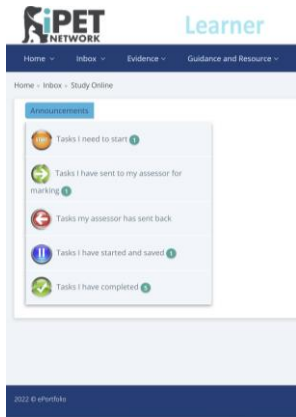 iPET
NETWORK
Learner
Home Inbox Evidence Guidance and Resource
Home » Inbox » Study Online
Announcements
START
Tasks I need to start 1
Tasks I have sent to my assessor for
marking 1
Tasks my assessor has sent back
Tasks I have started and saved 1
Tasks I have completed 5
2022 © ePortfolio